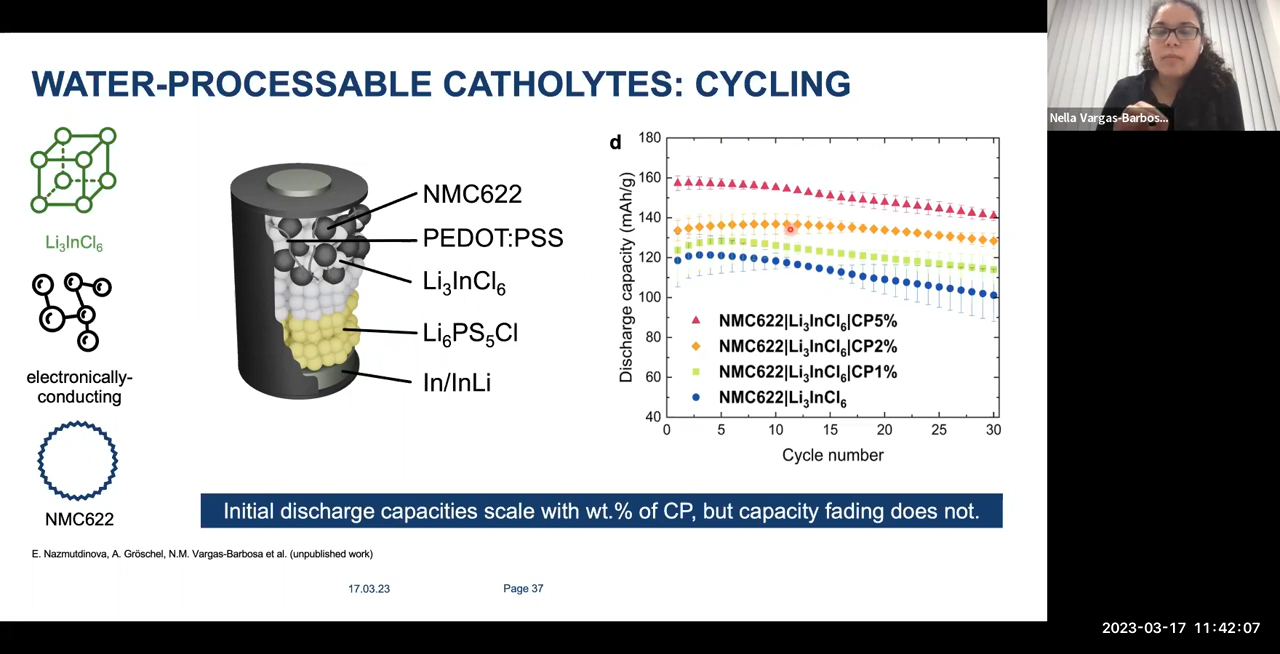 WATER-PROCESSABLE CATHOLYTES: CYCLING
Nella Vargas-Barbos...
Li3InCl6
electronically-
conducting
NMC622
NMC622
PEDOT:PSS
Li3InCl6
Li6PS5Cl
In/InLi
d
180
160
140
120
100
80
60
40
Discharge capacity (mAh/g)
NMC622|Li3InCl6|CP5%
NMC622|Li3InCl6|CP2%
NMC622|Li3InCl6|CP1%
NMC622|Li3InCl6
0 5 10 15 20 25 30
Cycle number
Initial discharge capacities scale with wt.% of CP, but capacity fading does not.
E. Nazmutdinova, A. Gröschel, N.M. Vargas-Barbosa et al. (unpublished work)
17.03.23 Page 37
2023-03-17 11:42:07